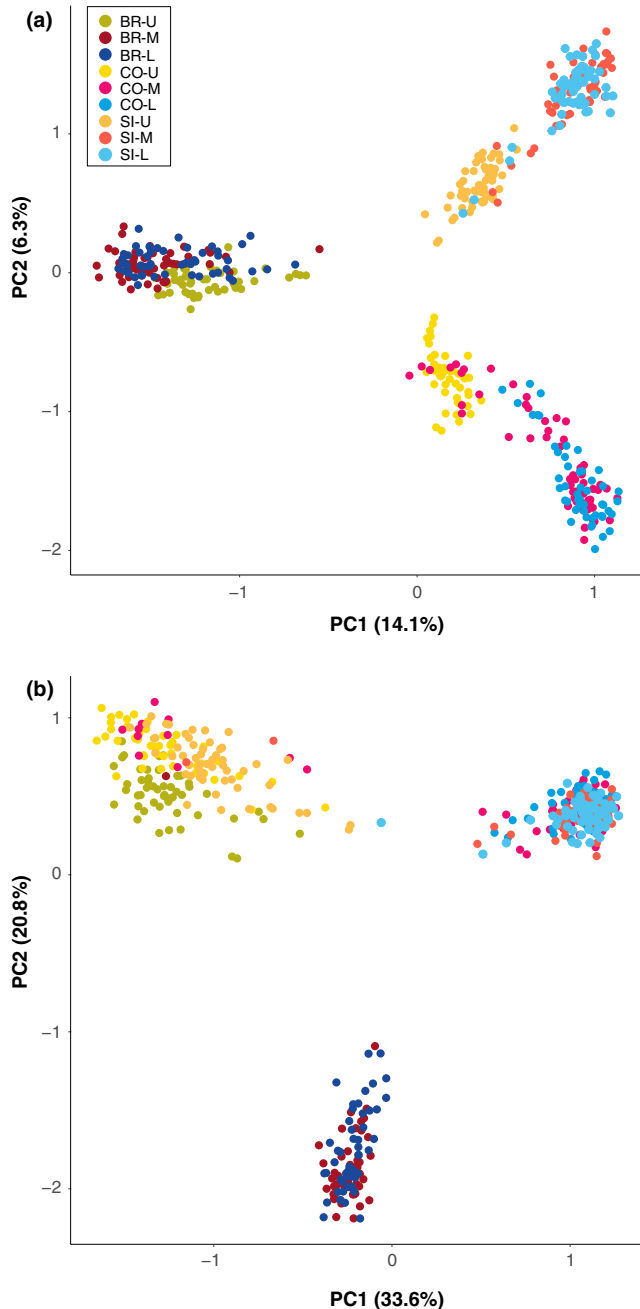 (a)
BR-U
BR-M
BR-L
CO-U
CO-M
CO-L
SI-U
SI-M
SI-L
1
0
−1
−2
PC2 (6.3%)
−1
0
1
PC1 (14.1%)
(b)
1
0
−1
−2
PC2 (20.8%)
−1
0
1
PC1 (33.6%)